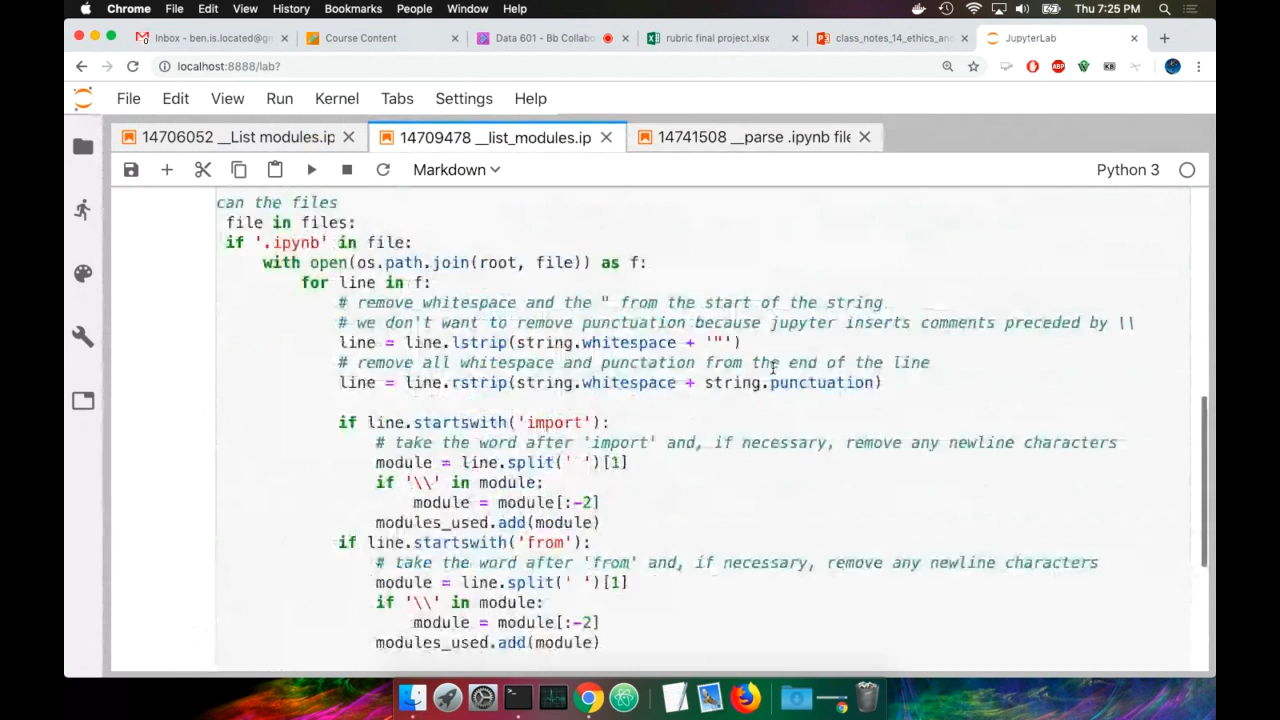 Chrome File Edit View History Bookmarks People Window Help Thu 7:25 PM
Inbox - ben.is.located@gm Course Content Data 601 - Bb Collabo rubric final project.xlsx class_notes_14_ethics_and JupyterLab
localhost:8888/lab?
File Edit View Run Kernel Tabs Settings Help
14706052 __List modules.ip 14709478 __list_modules.ip 14741508 __parse .ipynb file
Markdown Python 3
can the files
file in files:
if '.ipynb' in file:
with open(os.path.join(root, file)) as f:
for line in f:
# remove whitespace and the " from the start of the string.
# we don't want to remove punctuation because jupyter inserts comments preceded by \\
line = line.lstrip(string.whitespace + '"')
# remove all whitespace and punctation from the end of the line
line = line.rstrip(string.whitespace + string.punctuation)
if line.startswith('import'):
# take the word after 'import' and, if necessary, remove any newline characters
module = line.split(' ')[1]
if '\\' in module:
module = module[:-2]
modules_used.add(module)
if line.startswith('from'):
# take the word after 'from' and, if necessary, remove any newline characters
module = line.split(' ')[1]
if '\\' in module:
module = module[:-2]
modules_used.add(module)